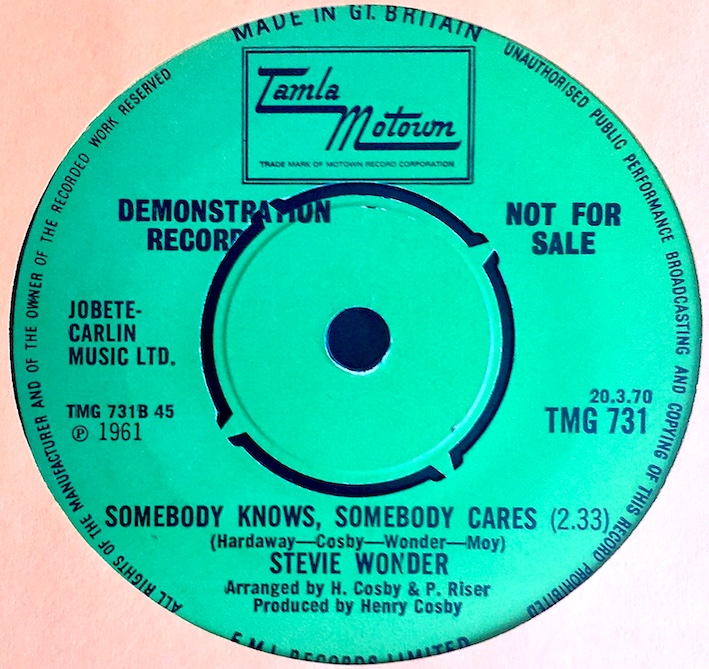 MADE IN GT. BRITAIN
UNAUTHORISED PUBLIC PERFORMANCE BROADCASTING AND COPYING OF THIS RECORD PROHIBITED
ALL RIGHTS OF THE MANUFACTURER AND OF THE OWNER OF THE RECORDED WORK RESERVED
Tamla
Motown
TRADE MARK OF MOTOWN RECORD CORPORATION
DEMONSTRATION
RECORD
NOT FOR
SALE
JOBETE-
CARLIN
MUSIC LTD.
TMG 731B 45
℗ 1961
20.3.70
TMG 731
SOMEBODY KNOWS, SOMEBODY CARES (2.33)
(Hardaway—Cosby—Wonder—Moy)
STEVIE WONDER
Arranged by H. Cosby & P. Riser
Produced by Henry Cosby
E.M.I. RECORDS LIMITED